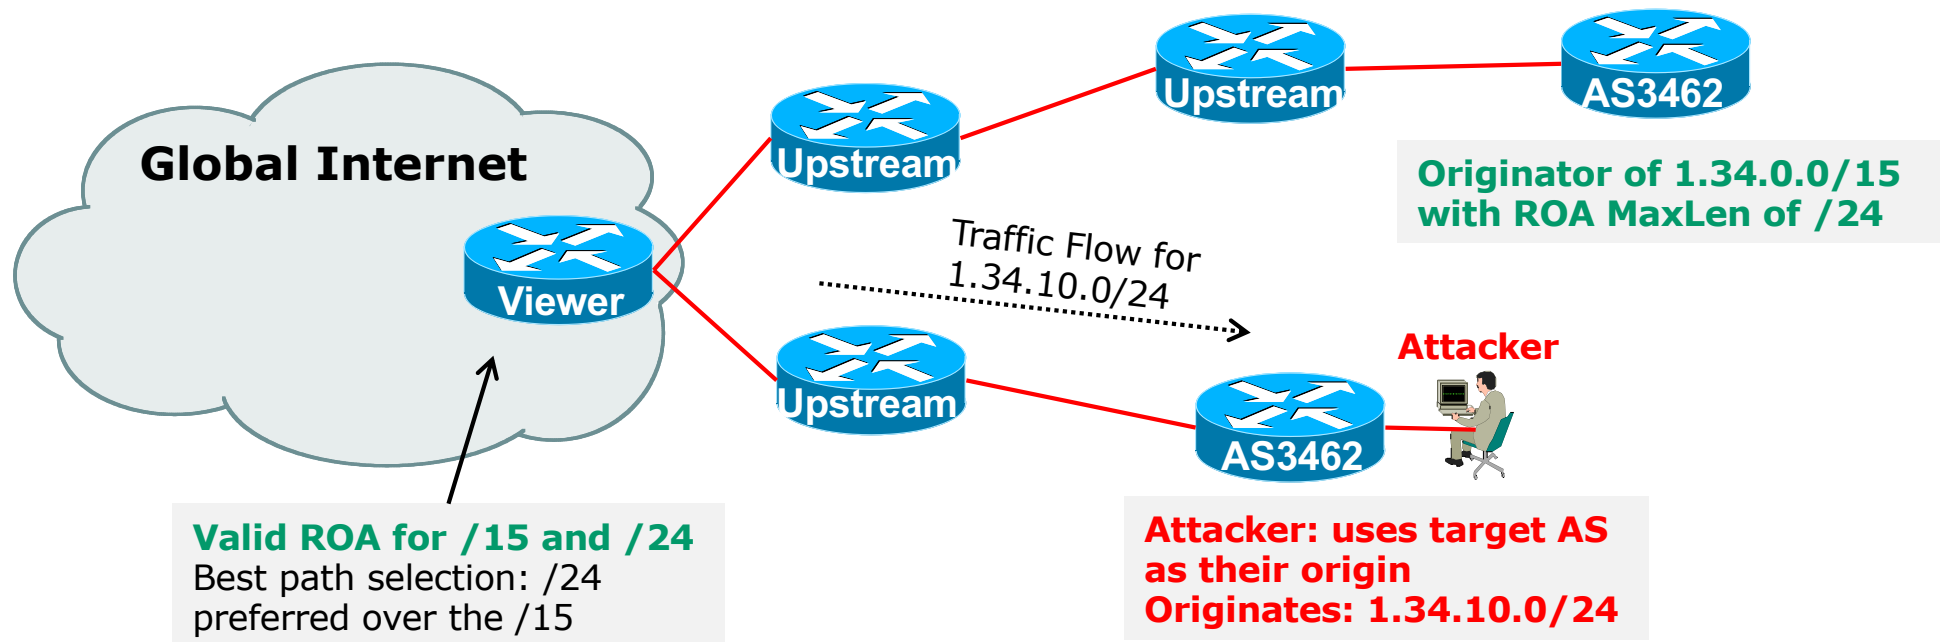 Upstream
AS3462
Global Internet
Upstream
Originator of 1.34.0.0/15
with ROA MaxLen of /24
Traffic Flow for
1.34.10.0/24
Viewer
Upstream
Attacker
AS3462
Valid ROA for /15 and /24
Best path selection: /24
preferred over the /15
Attacker: uses target AS
as their origin
Originates: 1.34.10.0/24